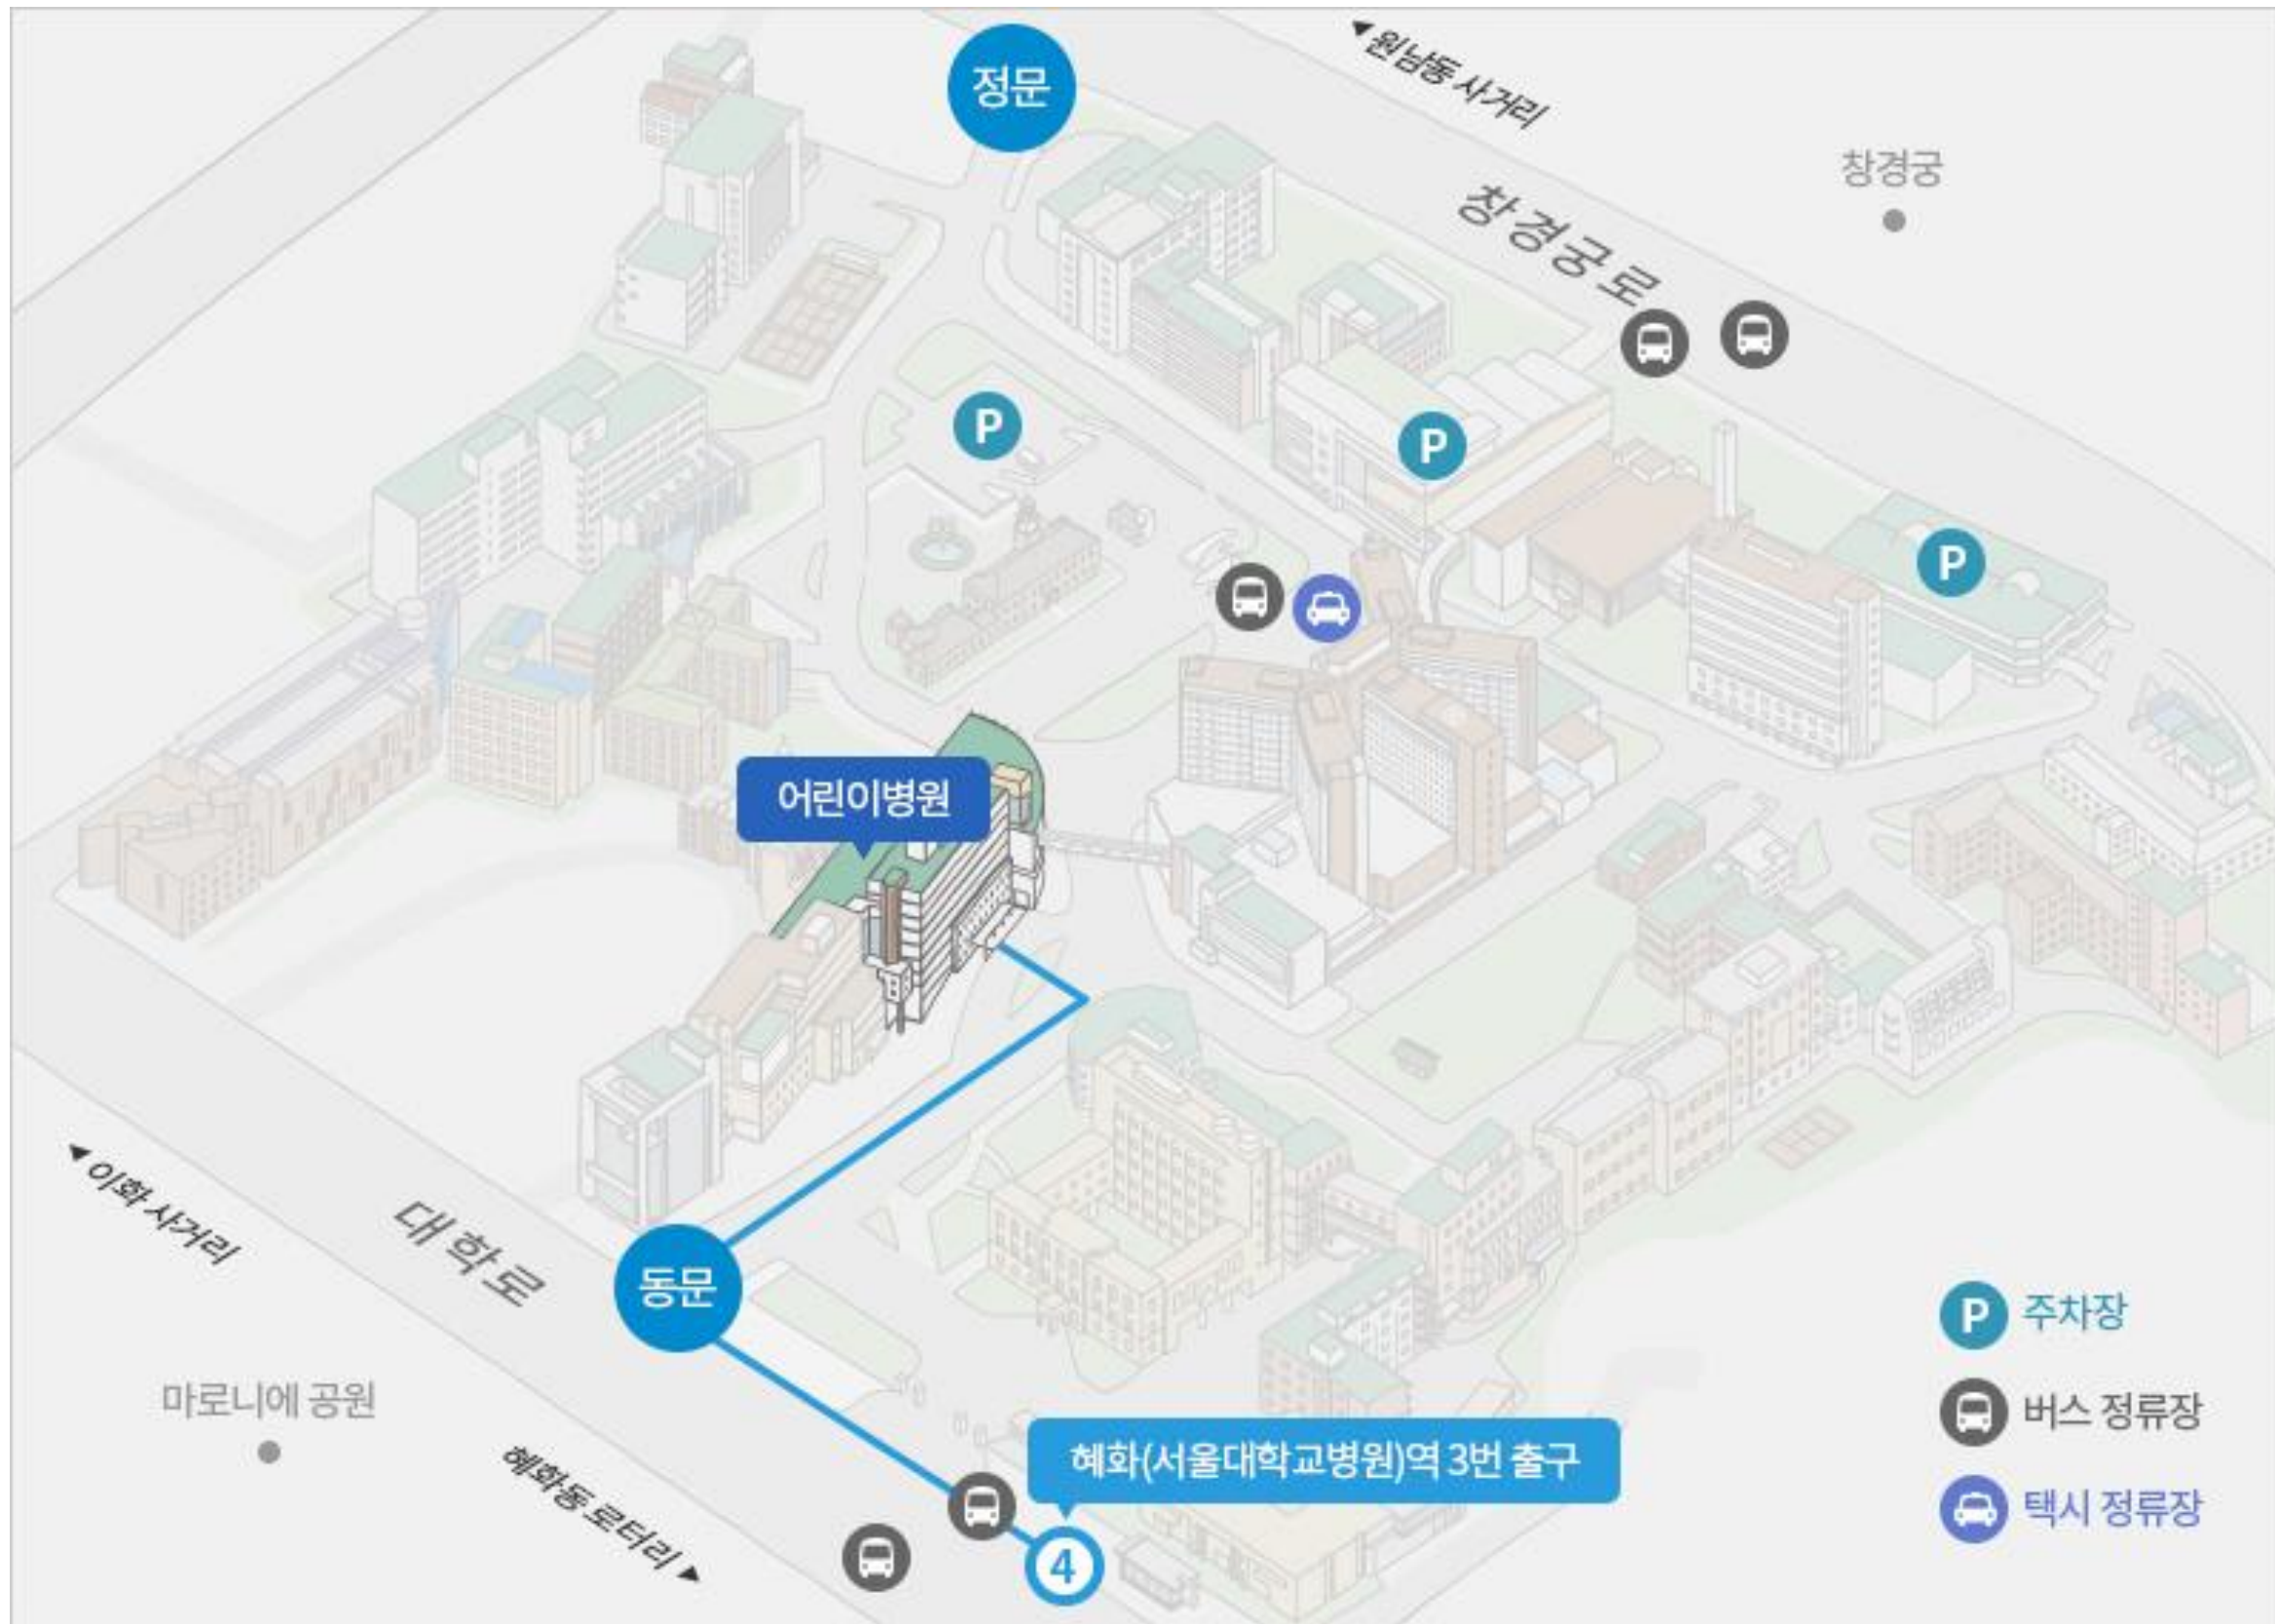 정문
◀ 원남동 사거리
창경궁
창경궁로
P
P
P
어린이병원
◀ 이화 사거리
대학로
동문
마로니에 공원
혜화동 로터리 ▶
혜화(서울대학교병원)역 3번 출구
4
P 주차장
버스 정류장
택시 정류장